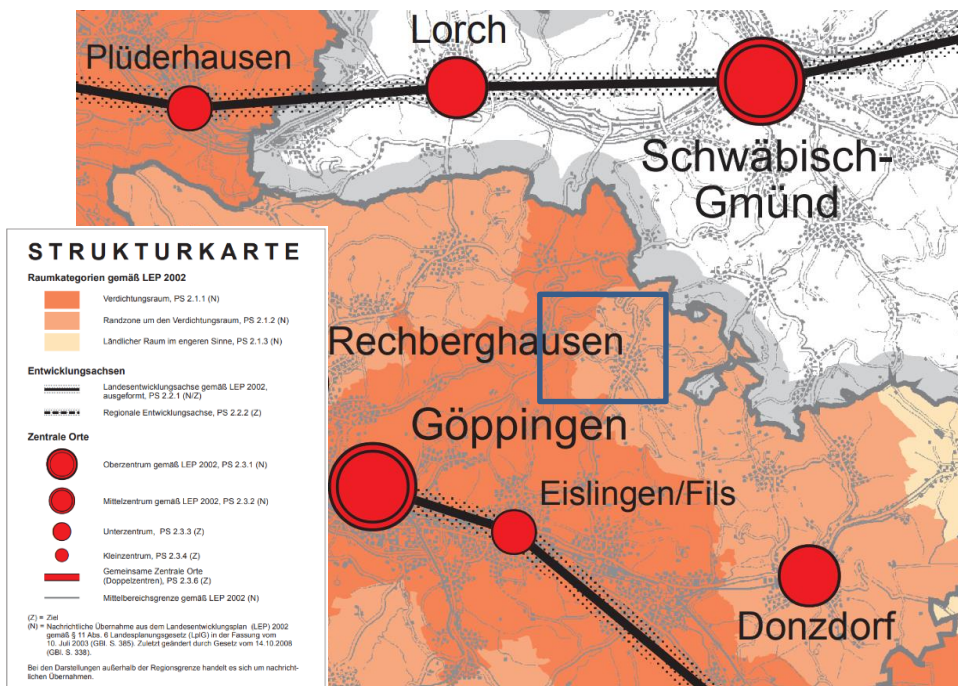 Lorch
Plüderhausen
Schwäbisch-
Gmünd
Rechberghausen
Göppingen
Eislingen/Fils
Donzdorf
STRUKTURKARTE
Raumkategorien gemäß LEP 2002
Verdichtungsraum, PS 2.1.1 (N)
Randzone um den Verdichtungsraum, PS 2.1.2 (N)
Ländlicher Raum im engeren Sinne, PS 2.1.3 (N)
Entwicklungsachsen
Landesentwicklungsachse gemäß LEP 2002,
ausgeformt, PS 2.2.1 (N/Z)
Regionale Entwicklungsachse, PS 2.2.2 (Z)
Zentrale Orte
Oberzentrum gemäß LEP 2002, PS 2.3.1 (N)
Mittelzentrum gemäß LEP 2002, PS 2.3.2 (N)
Unterzentrum, PS 2.3.3 (Z)
Kleinzentrum, PS 2.3.4 (Z)
Gemeinsame Zentrale Orte
(Doppelzentren), PS 2.3.6 (Z)
Mittelbereichsgrenze gemäß LEP 2002 (N)
(Z) = Ziel
(N) = Nachrichtliche Übernahme aus dem Landesentwicklungsplan (LEP) 2002
gemäß § 11 Abs. 6 Landesplanungsgesetz (LplG) in der Fassung vom
10. Juli 2003 (GBl. S. 385). Zuletzt geändert durch Gesetz vom 14.10.2008
(GBl. S. 338).
Bei den Darstellungen außerhalb der Regionsgrenze handelt es sich um nachricht-
lichen Übernahmen.